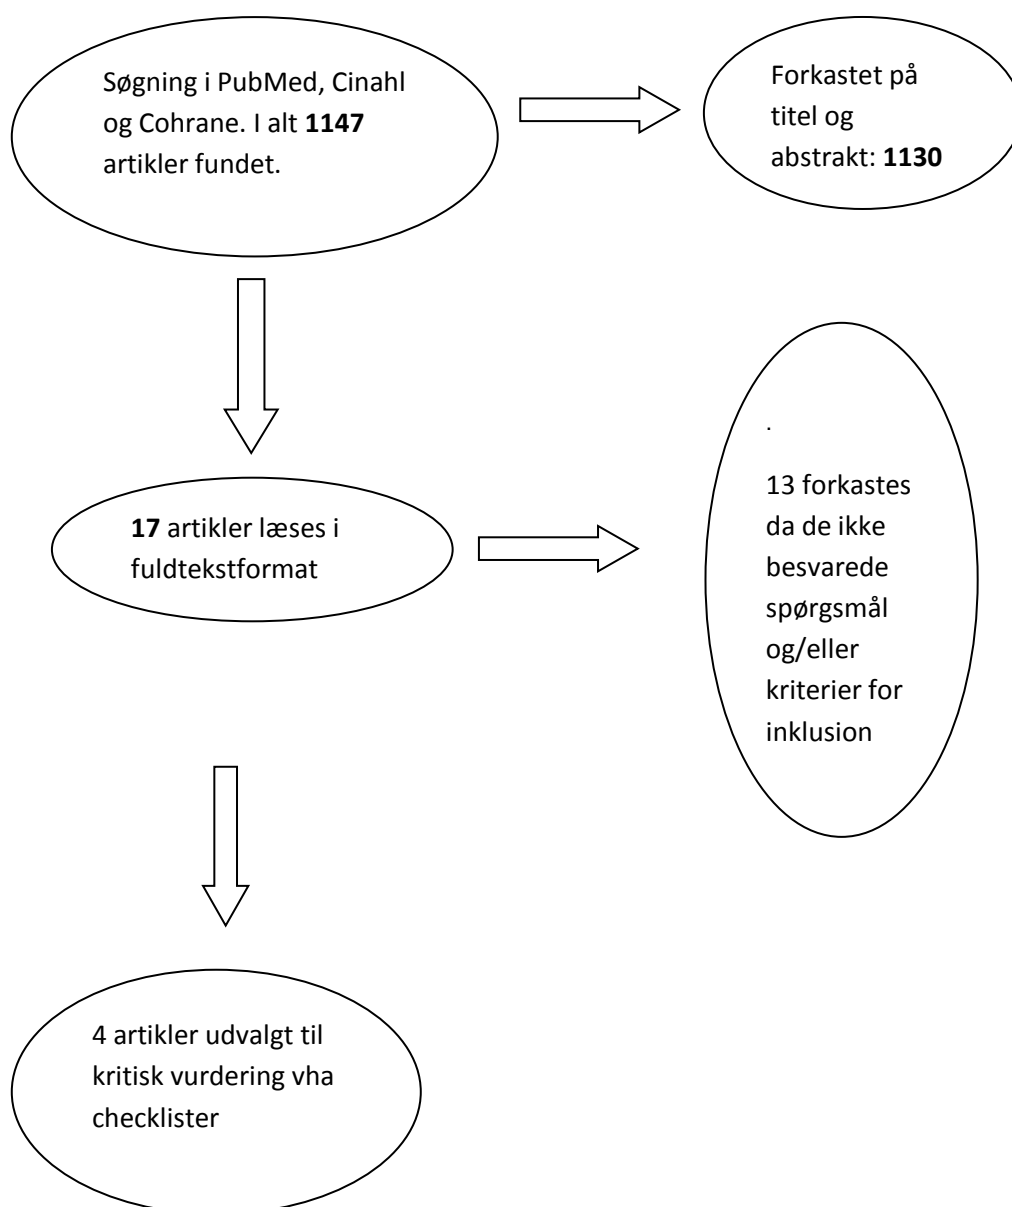 Søgning i PubMed, Cinahl
og Cohrane. I alt 1147
artikler fundet.
Forkastet på
titel og
abstrakt: 1130
17 artikler læses i
fuldtekstformat
.
13 forkastes
da de ikke
besvarede
spørgsmål
og/eller
kriterier for
inklusion
4 artikler udvalgt til
kritisk vurdering vha
checklister